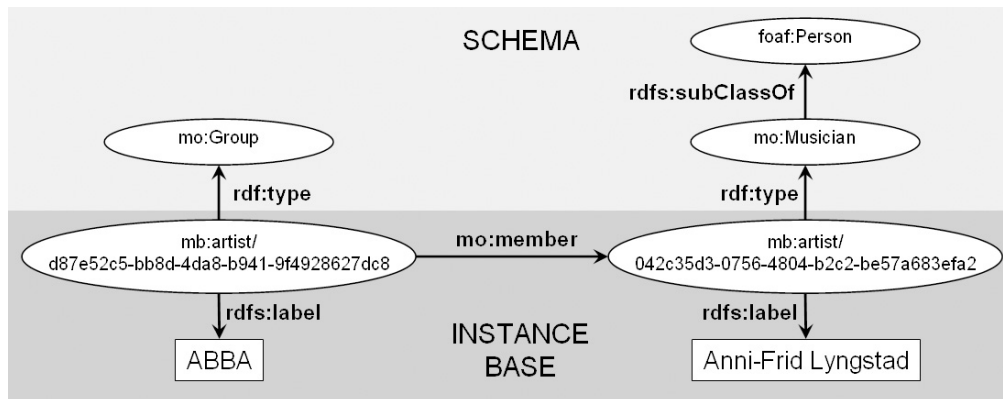 SCHEMA
foaf:Person
rdfs:subClassOf
mo:Group
mo:Musician
rdf:type
rdf:type
mb:artist/
d87e52c5-bb8d-4da8-b941-9f4928627dc8
mo:member
mb:artist/
042c35d3-0756-4804-b2c2-be57a683efa2
rdfs:label
rdfs:label
INSTANCE
BASE
ABBA
Anni-Frid Lyngstad